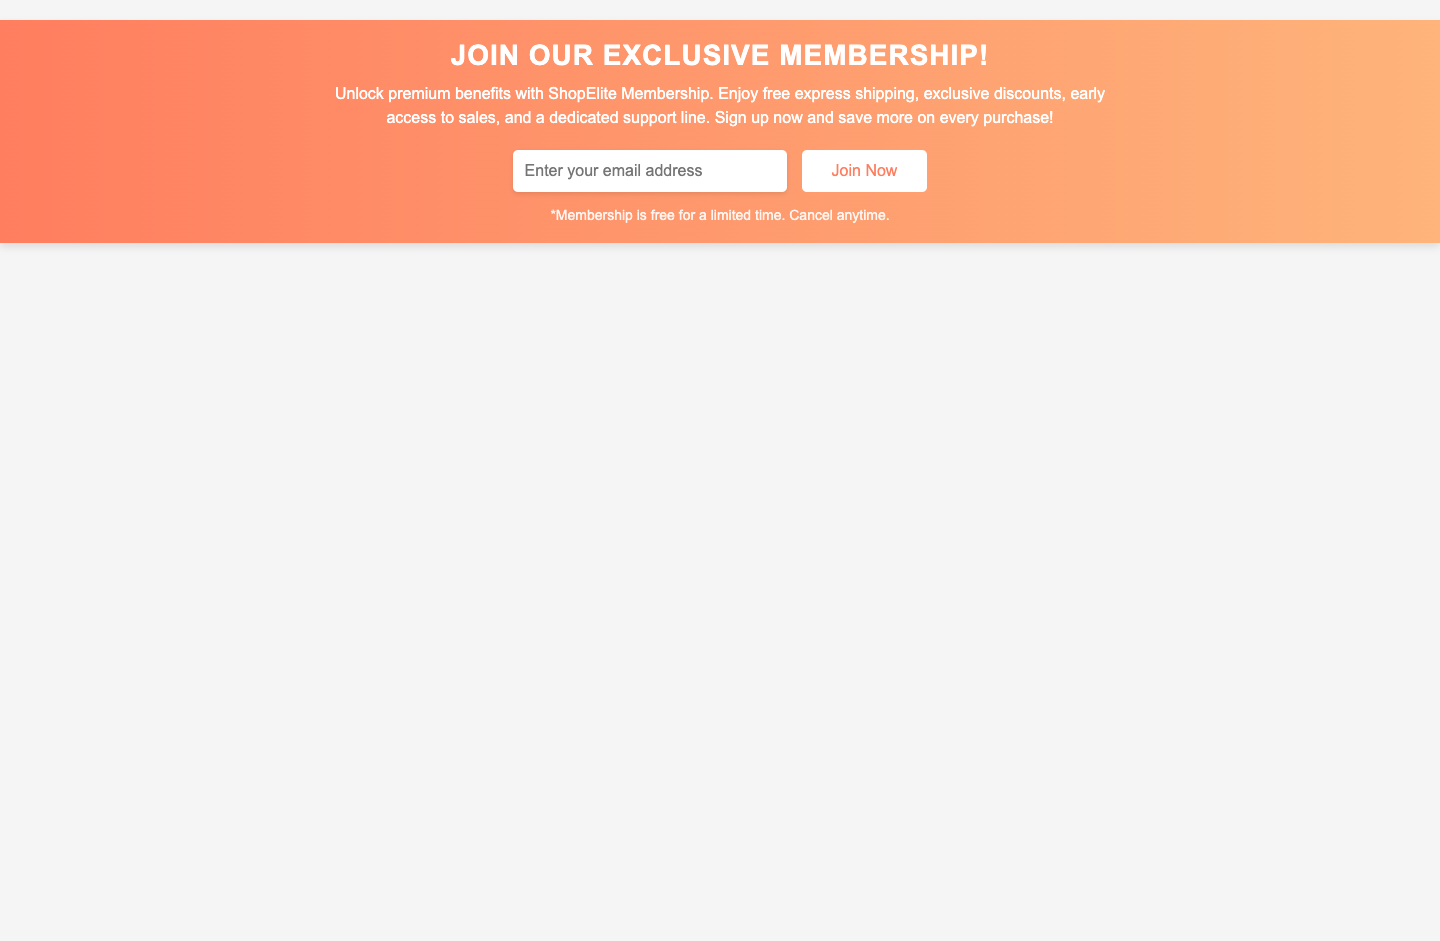 JOIN OUR EXCLUSIVE MEMBERSHIP!
Unlock premium benefits with ShopElite Membership. Enjoy free express shipping, exclusive discounts, early
access to sales, and a dedicated support line. Sign up now and save more on every purchase!
Enter your email address
Join Now
*Membership is free for a limited time. Cancel anytime.